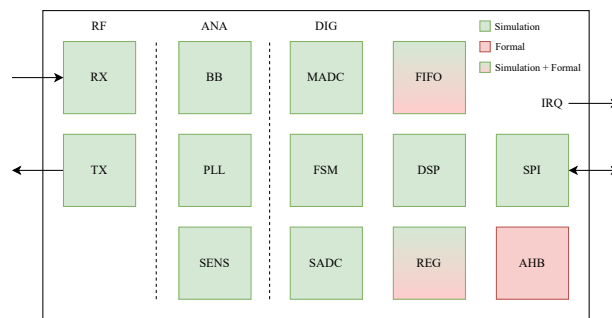 RF
ANA
DIG
Simulation
Formal
Simulation + Formal
RX
BB
MADC
FIFO
IRQ
TX
PLL
FSM
DSP
SPI
SENS
SADC
REG
AHB